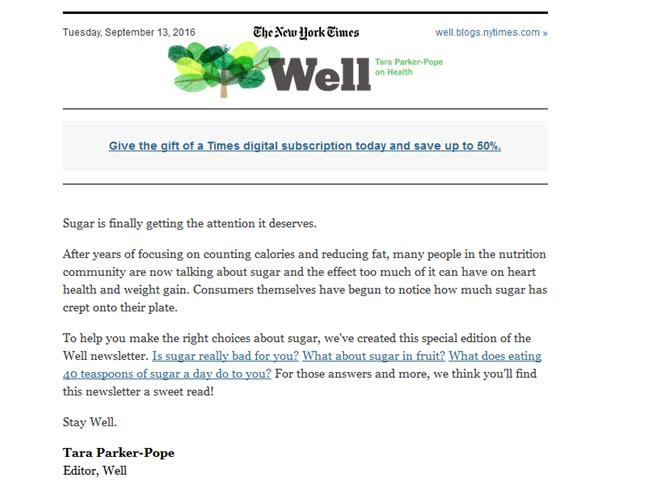 Tuesday, September 13, 2016
The New York Times
well.blogs.nytimes.com »
Well
Tara Parker-Pope
on Health
Give the gift of a Times digital subscription today and save up to 50%.
Sugar is finally getting the attention it deserves.
After years of focusing on counting calories and reducing fat, many people in the nutrition
community are now talking about sugar and the effect too much of it can have on heart
health and weight gain. Consumers themselves have begun to notice how much sugar has
crept onto their plate.
To help you make the right choices about sugar, we've created this special edition of the
Well newsletter. Is sugar really bad for you? What about sugar in fruit? What does eating
40 teaspoons of sugar a day do to you? For those answers and more, we think you'll find
this newsletter a sweet read!
Stay Well.
Tara Parker-Pope
Editor, Well